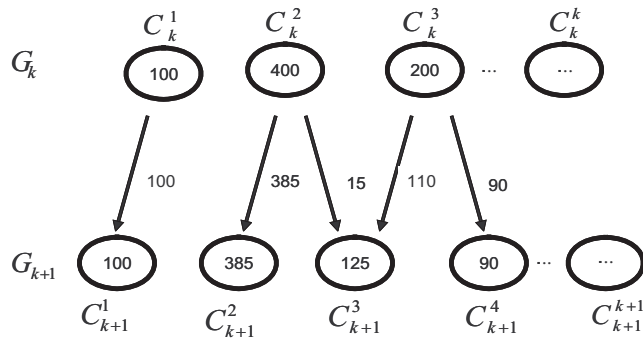 C_k^1 C_k^2 C_k^3 C_k^k
G_k 100 400 200 ... ...
100 385 15 110 90
G_{k+1} 100 385 125 90 ... ...
C_{k+1}^1 C_{k+1}^2 C_{k+1}^3 C_{k+1}^4 C_{k+1}^{k+1}